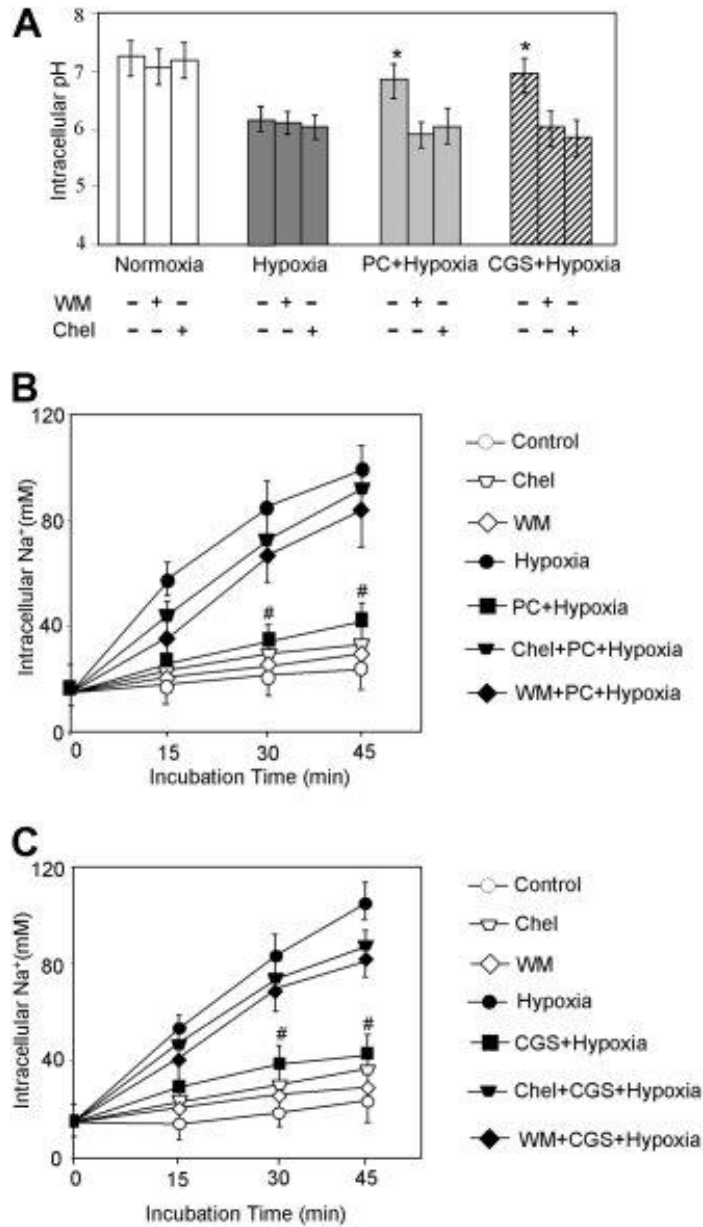 A
Intracellular pH
8
7
6
5
4
* *
Normoxia Hypoxia PC+Hypoxia CGS+Hypoxia
WM - + - - + - - + - - + -
Chel - - + - - + - - + - - +
B
Intracellular Na⁺(mM)
120
80
40
0
# #
0 15 30 45
Incubation Time (min)
Control
Chel
WM
Hypoxia
PC+Hypoxia
Chel+PC+Hypoxia
WM+PC+Hypoxia
C
Intracellular Na⁺(mM)
120
80
40
0
# #
0 15 30 45
Incubation Time (min)
Control
Chel
WM
Hypoxia
CGS+Hypoxia
Chel+CGS+Hypoxia
WM+CGS+Hypoxia